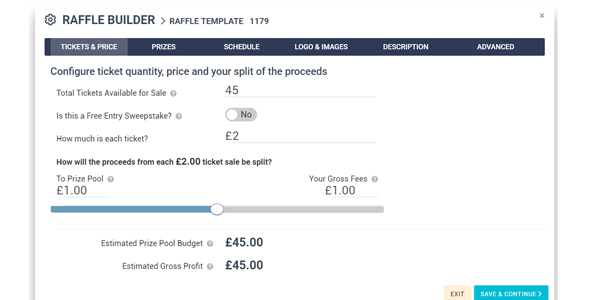 RAFFLE BUILDER > RAFFLE TEMPLATE 1179
×
TICKETS & PRICE PRIZES SCHEDULE LOGO & IMAGES DESCRIPTION ADVANCED
Configure ticket quantity, price and your split of the proceeds
Total Tickets Available for Sale ? 45
Is this a Free Entry Sweepstake? ? No
How much is each ticket? £2
How will the proceeds from each £2.00 ticket sale be split?
To Prize Pool ? Your Gross Fees ?
£1.00 £1.00
Estimated Prize Pool Budget ? £45.00
Estimated Gross Profit ? £45.00
EXIT SAVE & CONTINUE >